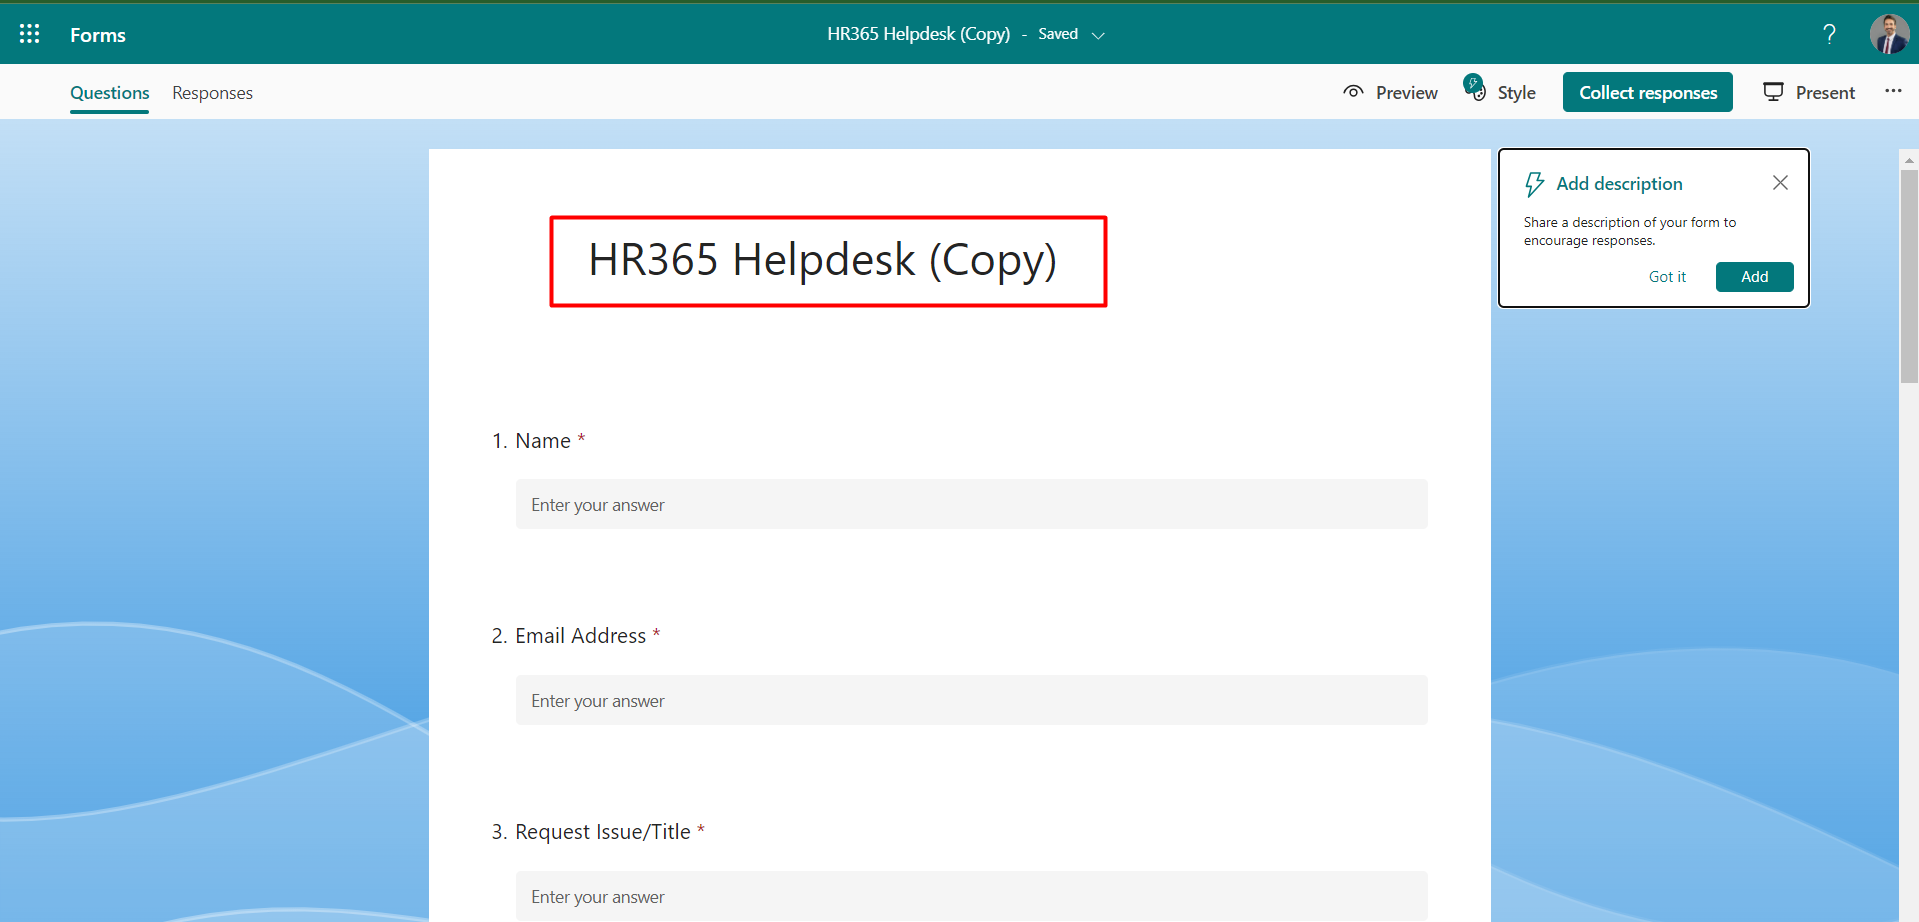 Forms
HR365 Helpdesk (Copy) - Saved
?
Questions
Responses
Preview
Style
Collect responses
Present
Add description
Share a description of your form to
encourage responses.
Got it
Add
HR365 Helpdesk (Copy)
1. Name *
Enter your answer
2. Email Address *
Enter your answer
3. Request Issue/Title *
Enter your answer